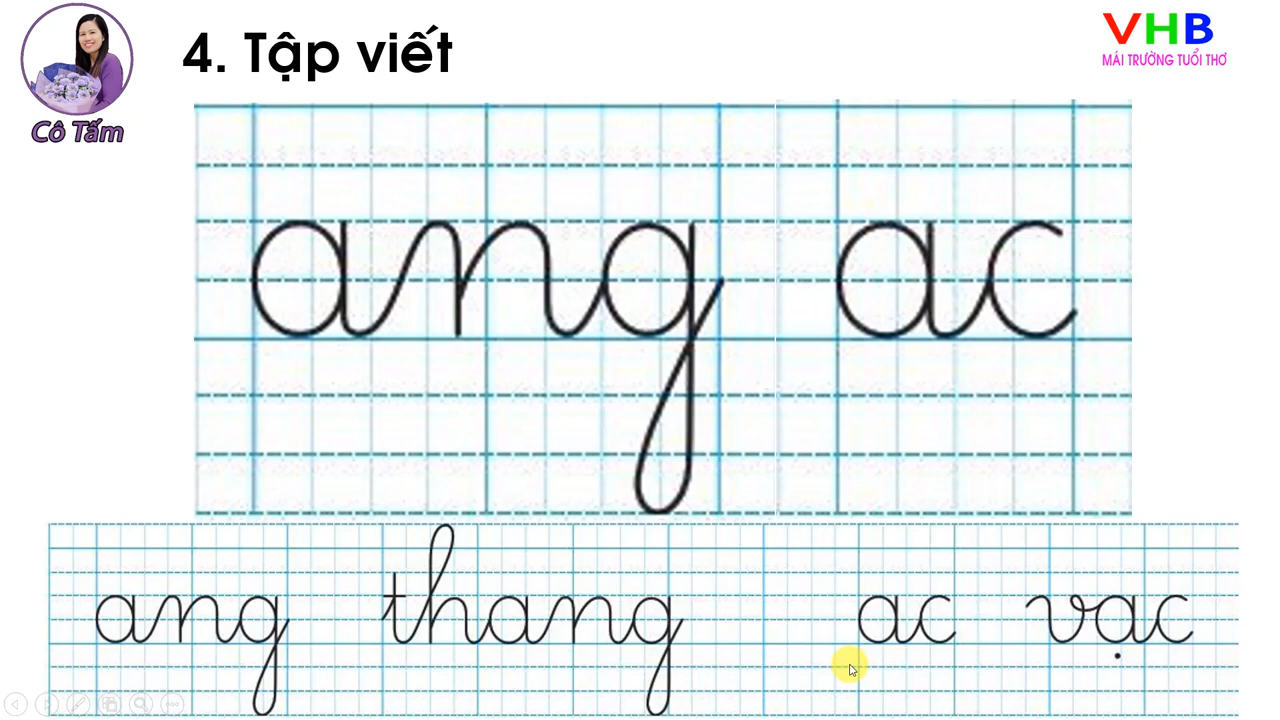 4. Tập viết
VHB
MÁI TRƯỜNG TUỔI THƠ
Cô Tấm
ang ac
ang thang ac vạc